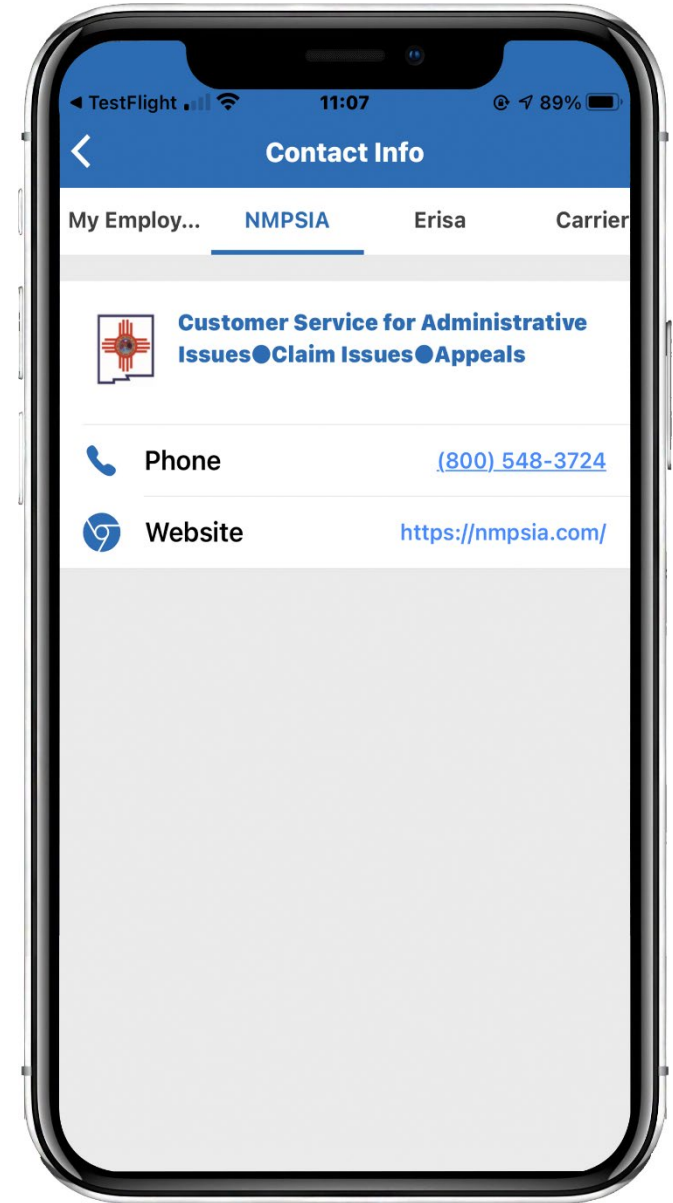 ◀ TestFlight 11:07 89%
Contact Info
My Employ... NMPSIA Erisa Carrier
Customer Service for Administrative
Issues●Claim Issues●Appeals
Phone (800) 548-3724
Website https://nmpsia.com/